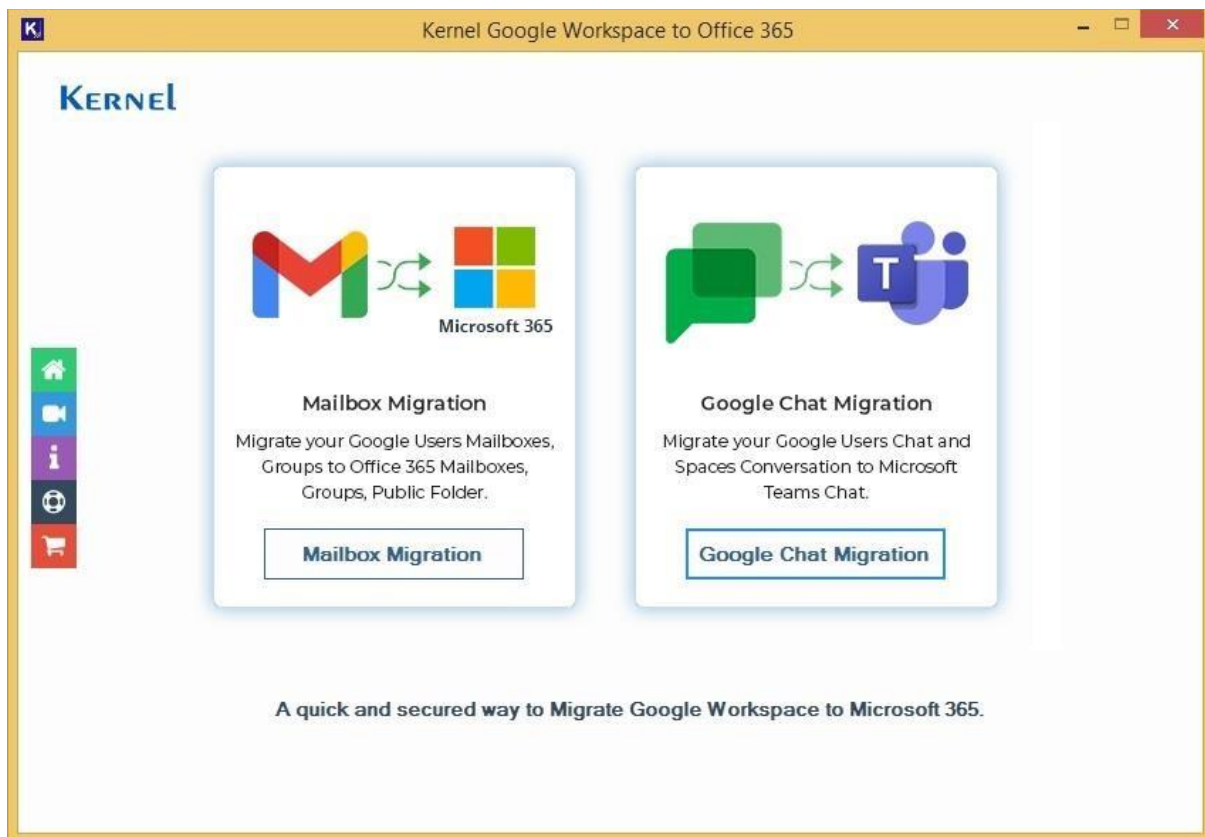 Kernel Google Workspace to Office 365
KERNEL
Microsoft 365
T
Mailbox Migration
Migrate your Google Users Mailboxes,
Groups to Office 365 Mailboxes,
Groups, Public Folder.
Mailbox Migration
Google Chat Migration
Migrate your Google Users Chat and
Spaces Conversation to Microsoft
Teams Chat.
Google Chat Migration
A quick and secured way to Migrate Google Workspace to Microsoft 365.